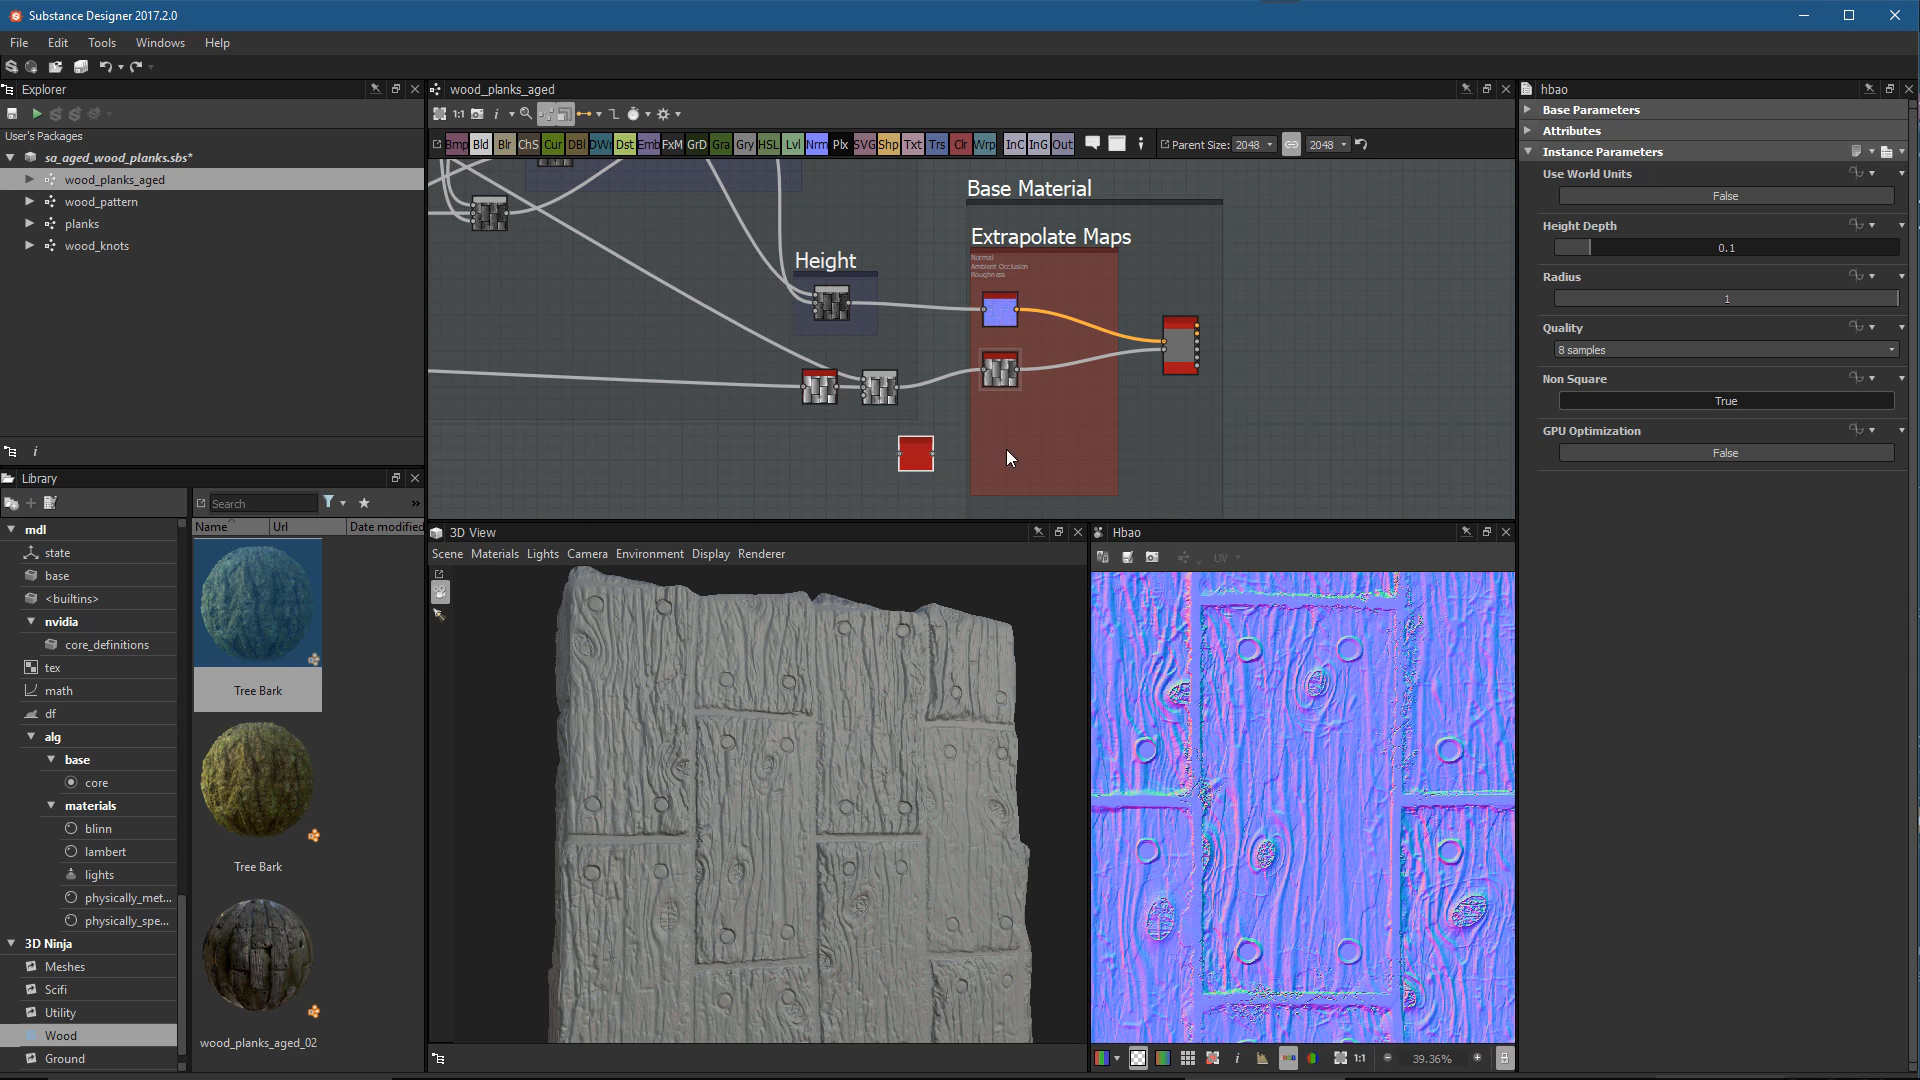 Substance Designer 2017.2.0
File Edit Tools Windows Help
Explorer
User's Packages
sa_aged_wood_planks.sbs*
wood_planks_aged
wood_pattern
planks
wood_knots
Library
Search
Name Url Date modified
mdl
state
base
<builtins>
nvidia
core_definitions
tex
math
df
alg
base
core
materials
blinn
lambert
lights
physically_met...
physically_spe...
3D Ninja
Meshes
Scifi
Utility
Wood
Ground
Tree Bark
Tree Bark
wood_planks_aged_02
wood_planks_aged
1:1
Bmp Bld Blr ChS Cur DBl DWr Dst Emb FxM GrD Gra Gry HSL Lvl Nrm Plx SVG Shp Txt Trs Clr Wrp InC InG Out
Parent Size: 2048 2048
Base Material
Extrapolate Maps
Normal
Ambient Occlusion
Roughness
Height
3D View
Scene Materials Lights Camera Environment Display Renderer
Hbao
UV
RGB 1:1 39.36%
hbao
Base Parameters
Attributes
Instance Parameters
Use World Units
False
Height Depth
0.1
Radius
1
Quality
8 samples
Non Square
True
GPU Optimization
False